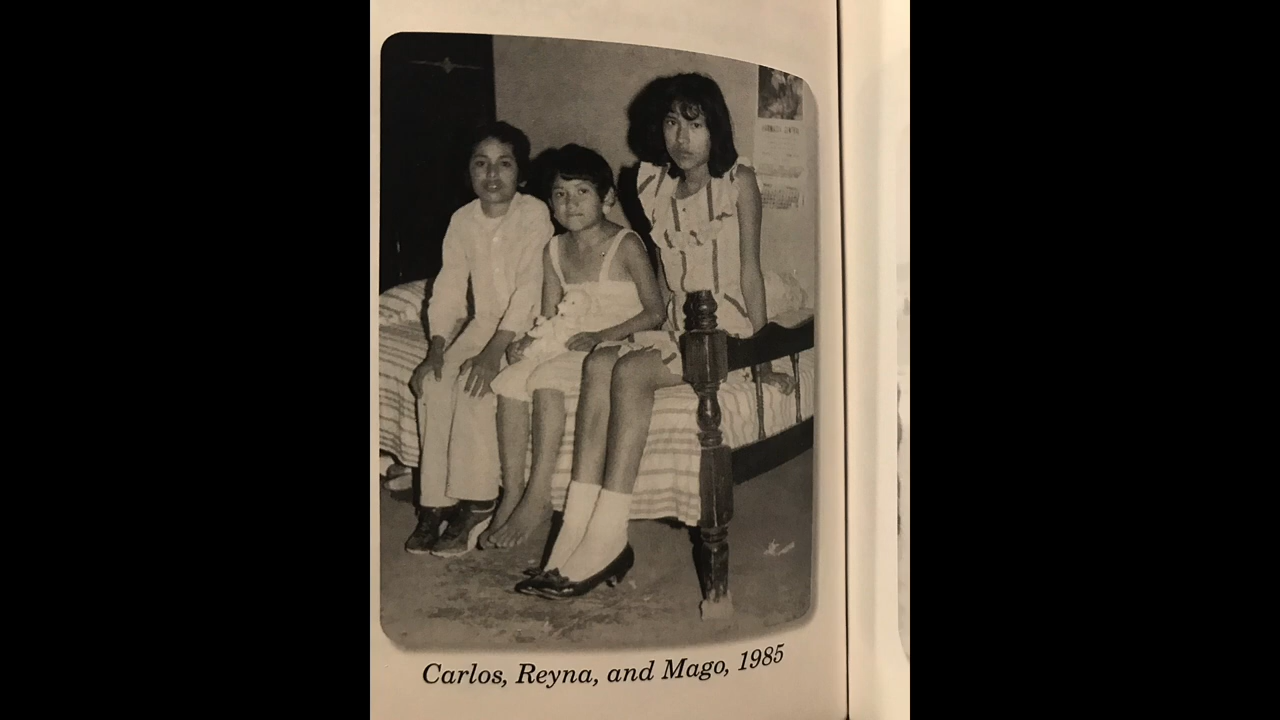 Carlos, Reyna, and Mago, 1985